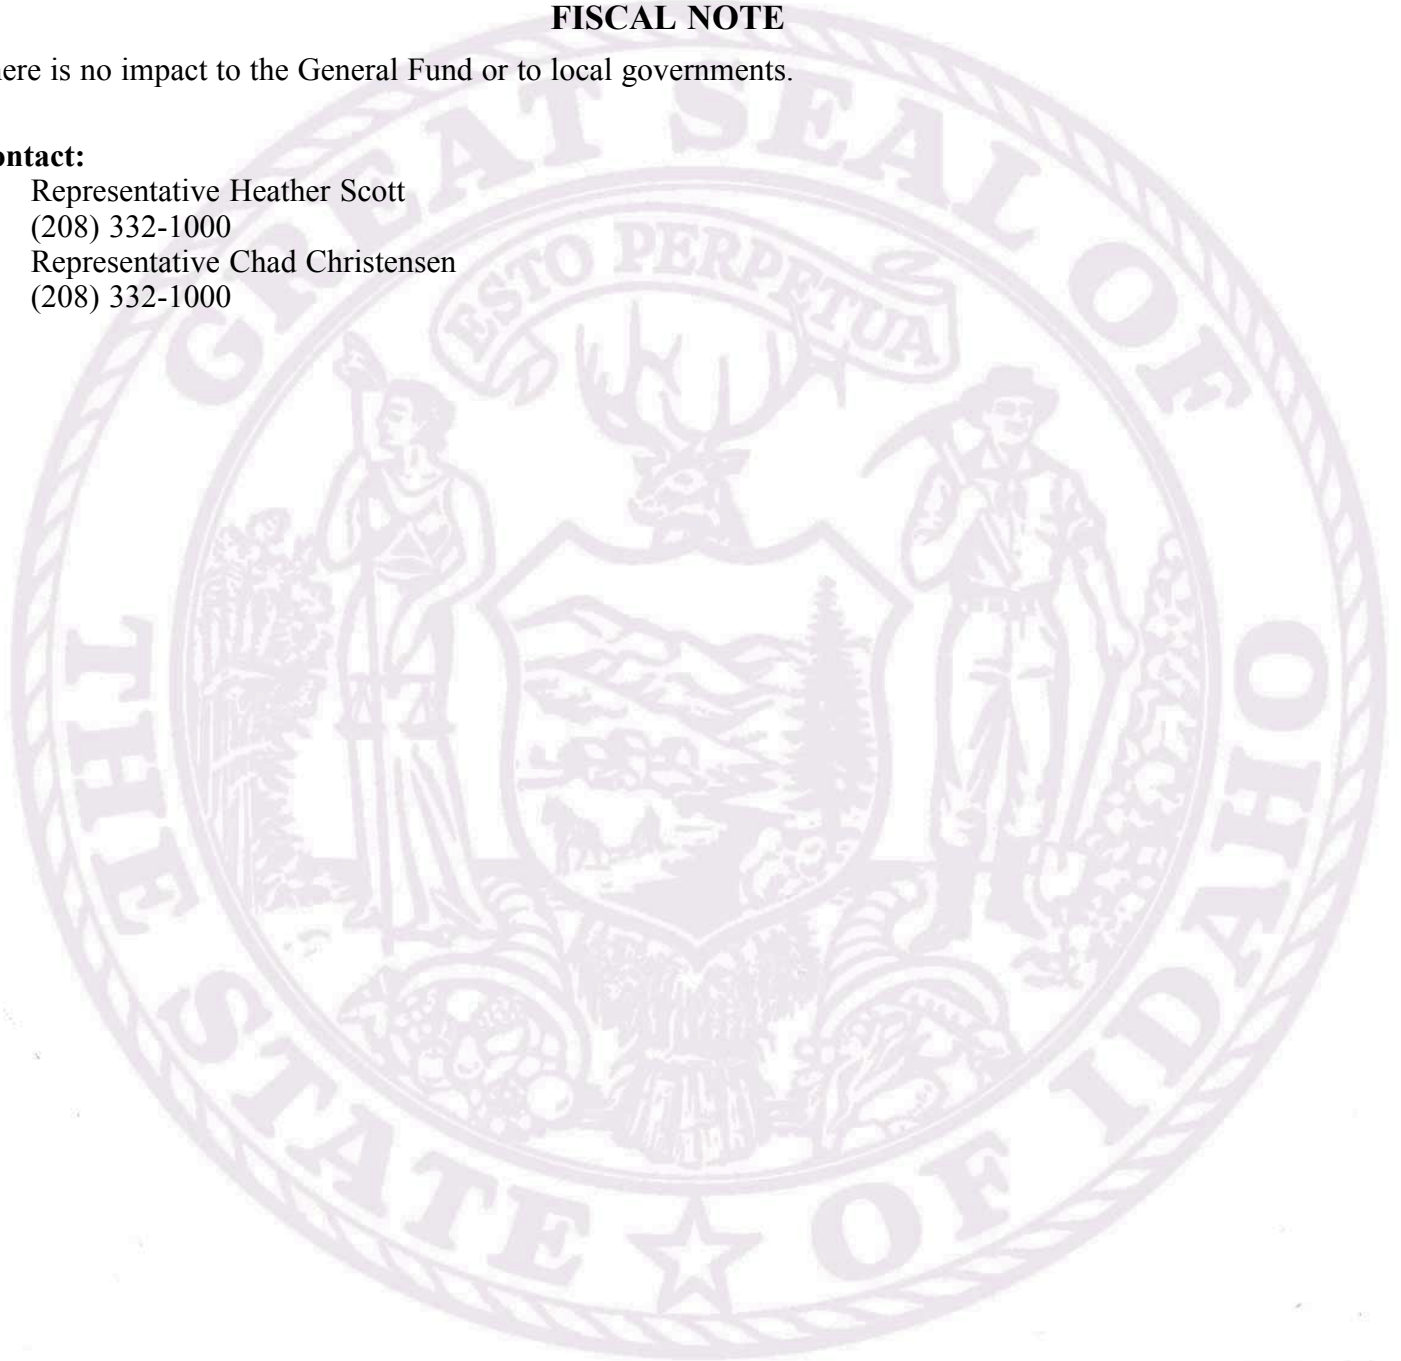 FISCAL NOTE
here is no impact to the General Fund or to local governments.
ontact:
Representative Heather Scott
(208) 332-1000
Representative Chad Christensen
(208) 332-1000
GREAT SEAL OF
ESTO PERPETUA
THE
STATE OF IDAHO